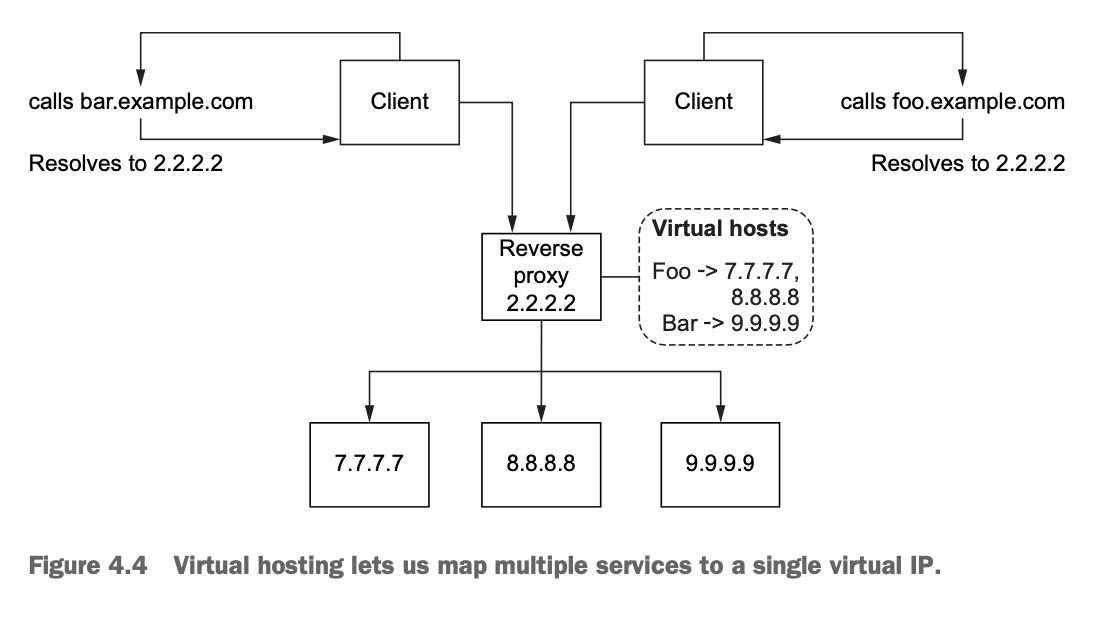 calls bar.example.com
Client
Client
calls foo.example.com
Resolves to 2.2.2.2
Resolves to 2.2.2.2
Reverse
proxy
2.2.2.2
Virtual hosts
Foo -> 7.7.7.7,
8.8.8.8
Bar -> 9.9.9.9
7.7.7.7
8.8.8.8
9.9.9.9
Figure 4.4 Virtual hosting lets us map multiple services to a single virtual IP.